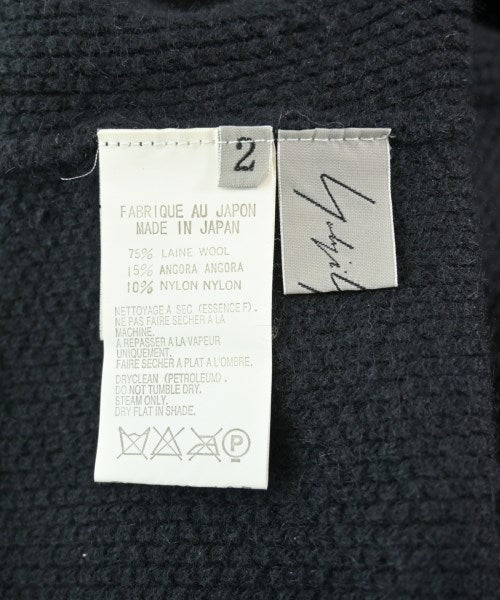 2
FABRIQUE AU JAPON
MADE IN JAPAN
75% LAINE WOOL
15% ANGORA ANGORA
10% NYLON NYLON
NETTOYAGE A SEC (ESSENCE F).
NE PAS FAIRE SECHER A LA
MACHINE.
A REPASSER A LA VAPEUR
UNIQUEMENT.
FAIRE SECHER A PLAT A L'OMBRE.
DRYCLEAN (PETROLEUM).
DO NOT TUMBLE DRY.
STEAM ONLY.
DRY FLAT IN SHADE.
P